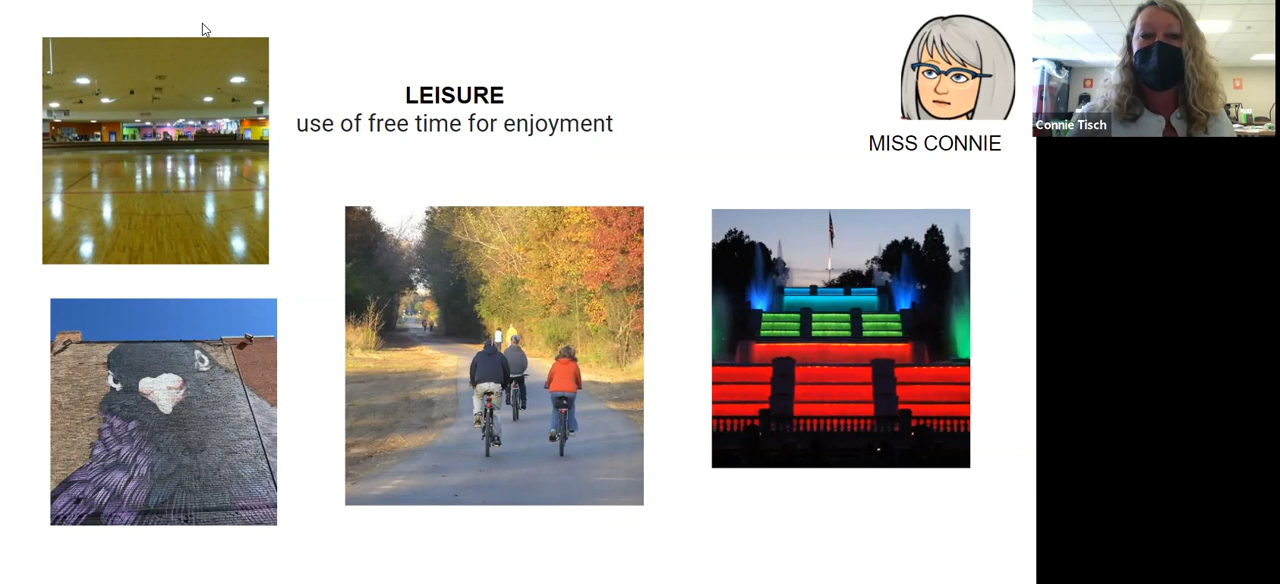 LEISURE
use of free time for enjoyment
MISS CONNIE
Connie Tisch